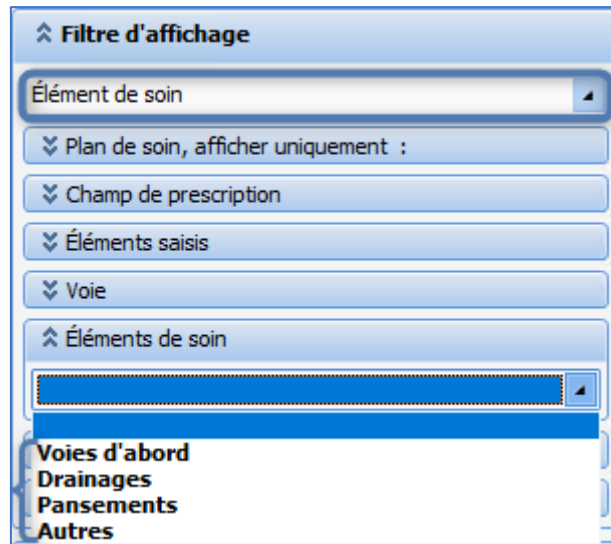 Filtre d'affichage
Élément de soin
Plan de soin, afficher uniquement :
Champ de prescription
Éléments saisis
Voie
Éléments de soin
Voies d'abord
Drainages
Pansements
Autres